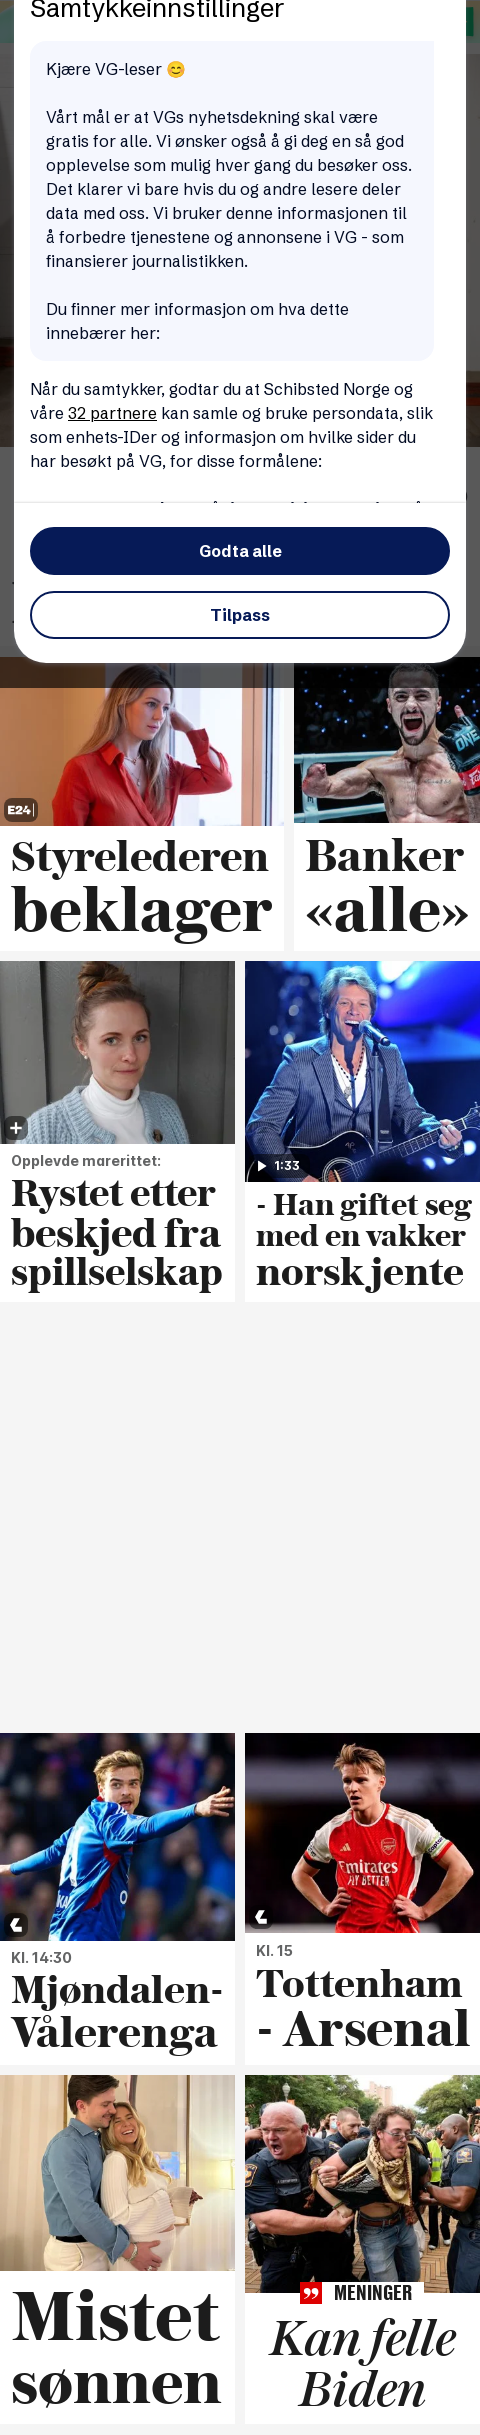 Samtykkeinnstillinger
Kjære VG-leser 😊
Vårt mål er at VGs nyhetsdekning skal være
gratis for alle. Vi ønsker også å gi deg en så god
opplevelse som mulig hver gang du besøker oss.
Det klarer vi bare hvis du og andre lesere deler
data med oss. Vi bruker denne informasjonen til
å forbedre tjenestene og annonsene i VG - som
finansierer journalistikken.
Du finner mer informasjon om hva dette
innebærer her:
Når du samtykker, godtar du at Schibsted Norge og
våre 32 partnere kan samle og bruke persondata, slik
som enhets-IDer og informasjon om hvilke sider du
har besøkt på VG, for disse formålene:
Godta alle
Tilpass
E24
ONE
Styrelederen
beklager
Banker
«alle»
1:33
Opplevde marerittet:
Rystet etter
beskjed fra
spillselskap
- Han giftet seg
med en vakker
norsk jente
Emirates
FLY BETTER
Kl. 14:30
Mjøndalen-
Vålerenga
Kl. 15
Tottenham
- Arsenal
Mistet
sønnen
MENINGER
Kan felle
Biden